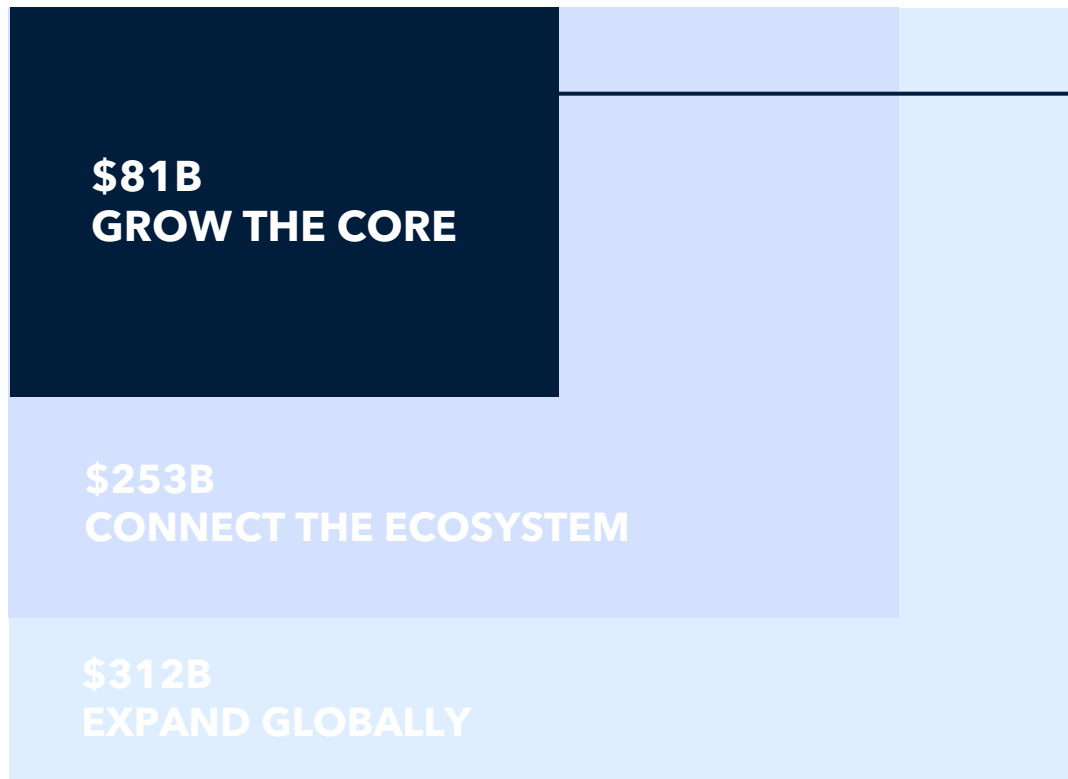 $81B
GROW THE CORE
$253B
CONNECT THE ECOSYSTEM
$312B
EXPAND GLOBALLY